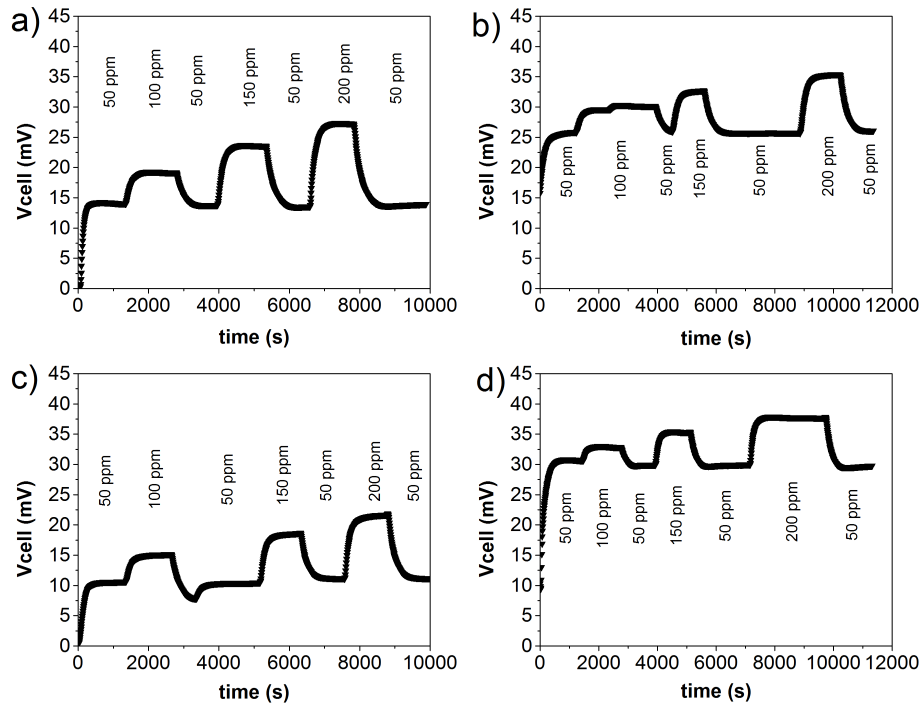 a)
45
40
35
30
25
20
15
10
5
0
Vcell (mV)
50 ppm
100 ppm
50 ppm
150 ppm
50 ppm
200 ppm
50 ppm
0 2000 4000 6000 8000 10000
time (s)
b)
45
40
35
30
25
20
15
10
5
0
Vcell (mV)
50 ppm
100 ppm
50 ppm
150 ppm
50 ppm
200 ppm
50 ppm
0 2000 4000 6000 8000 10000 12000
time (s)
c)
45
40
35
30
25
20
15
10
5
0
Vcell (mV)
50 ppm
100 ppm
50 ppm
150 ppm
50 ppm
200 ppm
50 ppm
0 2000 4000 6000 8000 10000
time (s)
d)
45
40
35
30
25
20
15
10
5
0
Vcell (mV)
50 ppm
100 ppm
50 ppm
150 ppm
50 ppm
200 ppm
50 ppm
0 2000 4000 6000 8000 10000 12000
time (s)